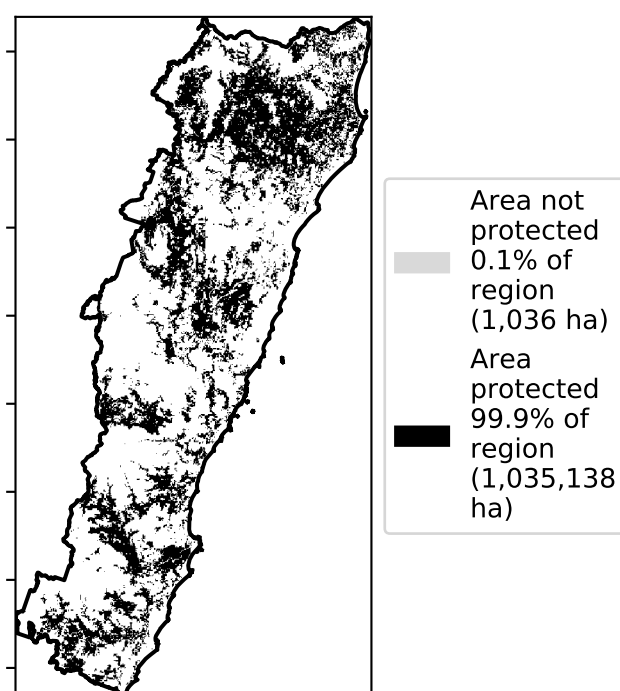 Area not
protected
0.1% of
region
(1,036 ha)
Area
protected
99.9% of
region
(1,035,138
ha)